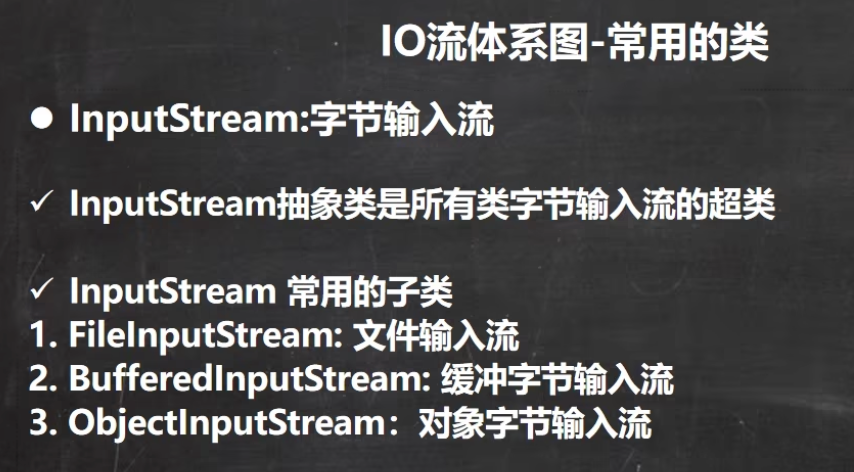 IO流体系图-常用的类
● InputStream:字节输入流
✓ InputStream抽象类是所有类字节输入流的超类
✓ InputStream 常用的子类
1. FileInputStream: 文件输入流
2. BufferedInputStream: 缓冲字节输入流
3. ObjectInputStream：对象字节输入流